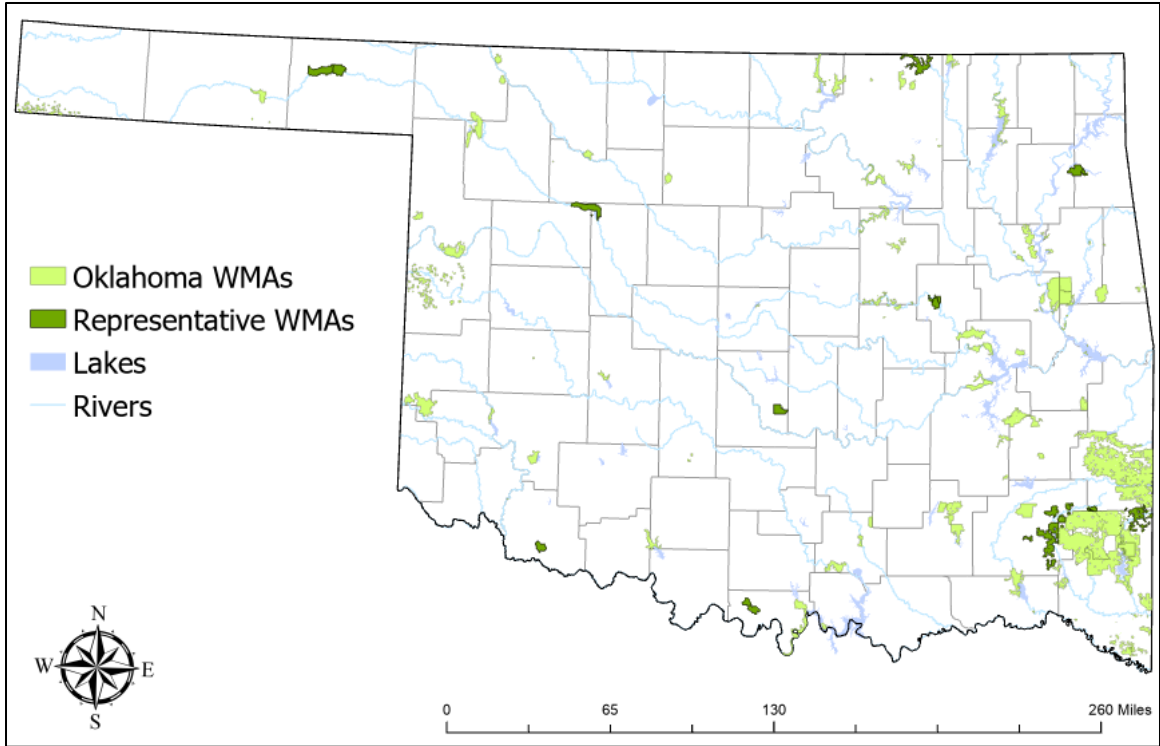 Oklahoma WMAs
Representative WMAs
Lakes
Rivers
N
W E
S
0 65 130 260 Miles